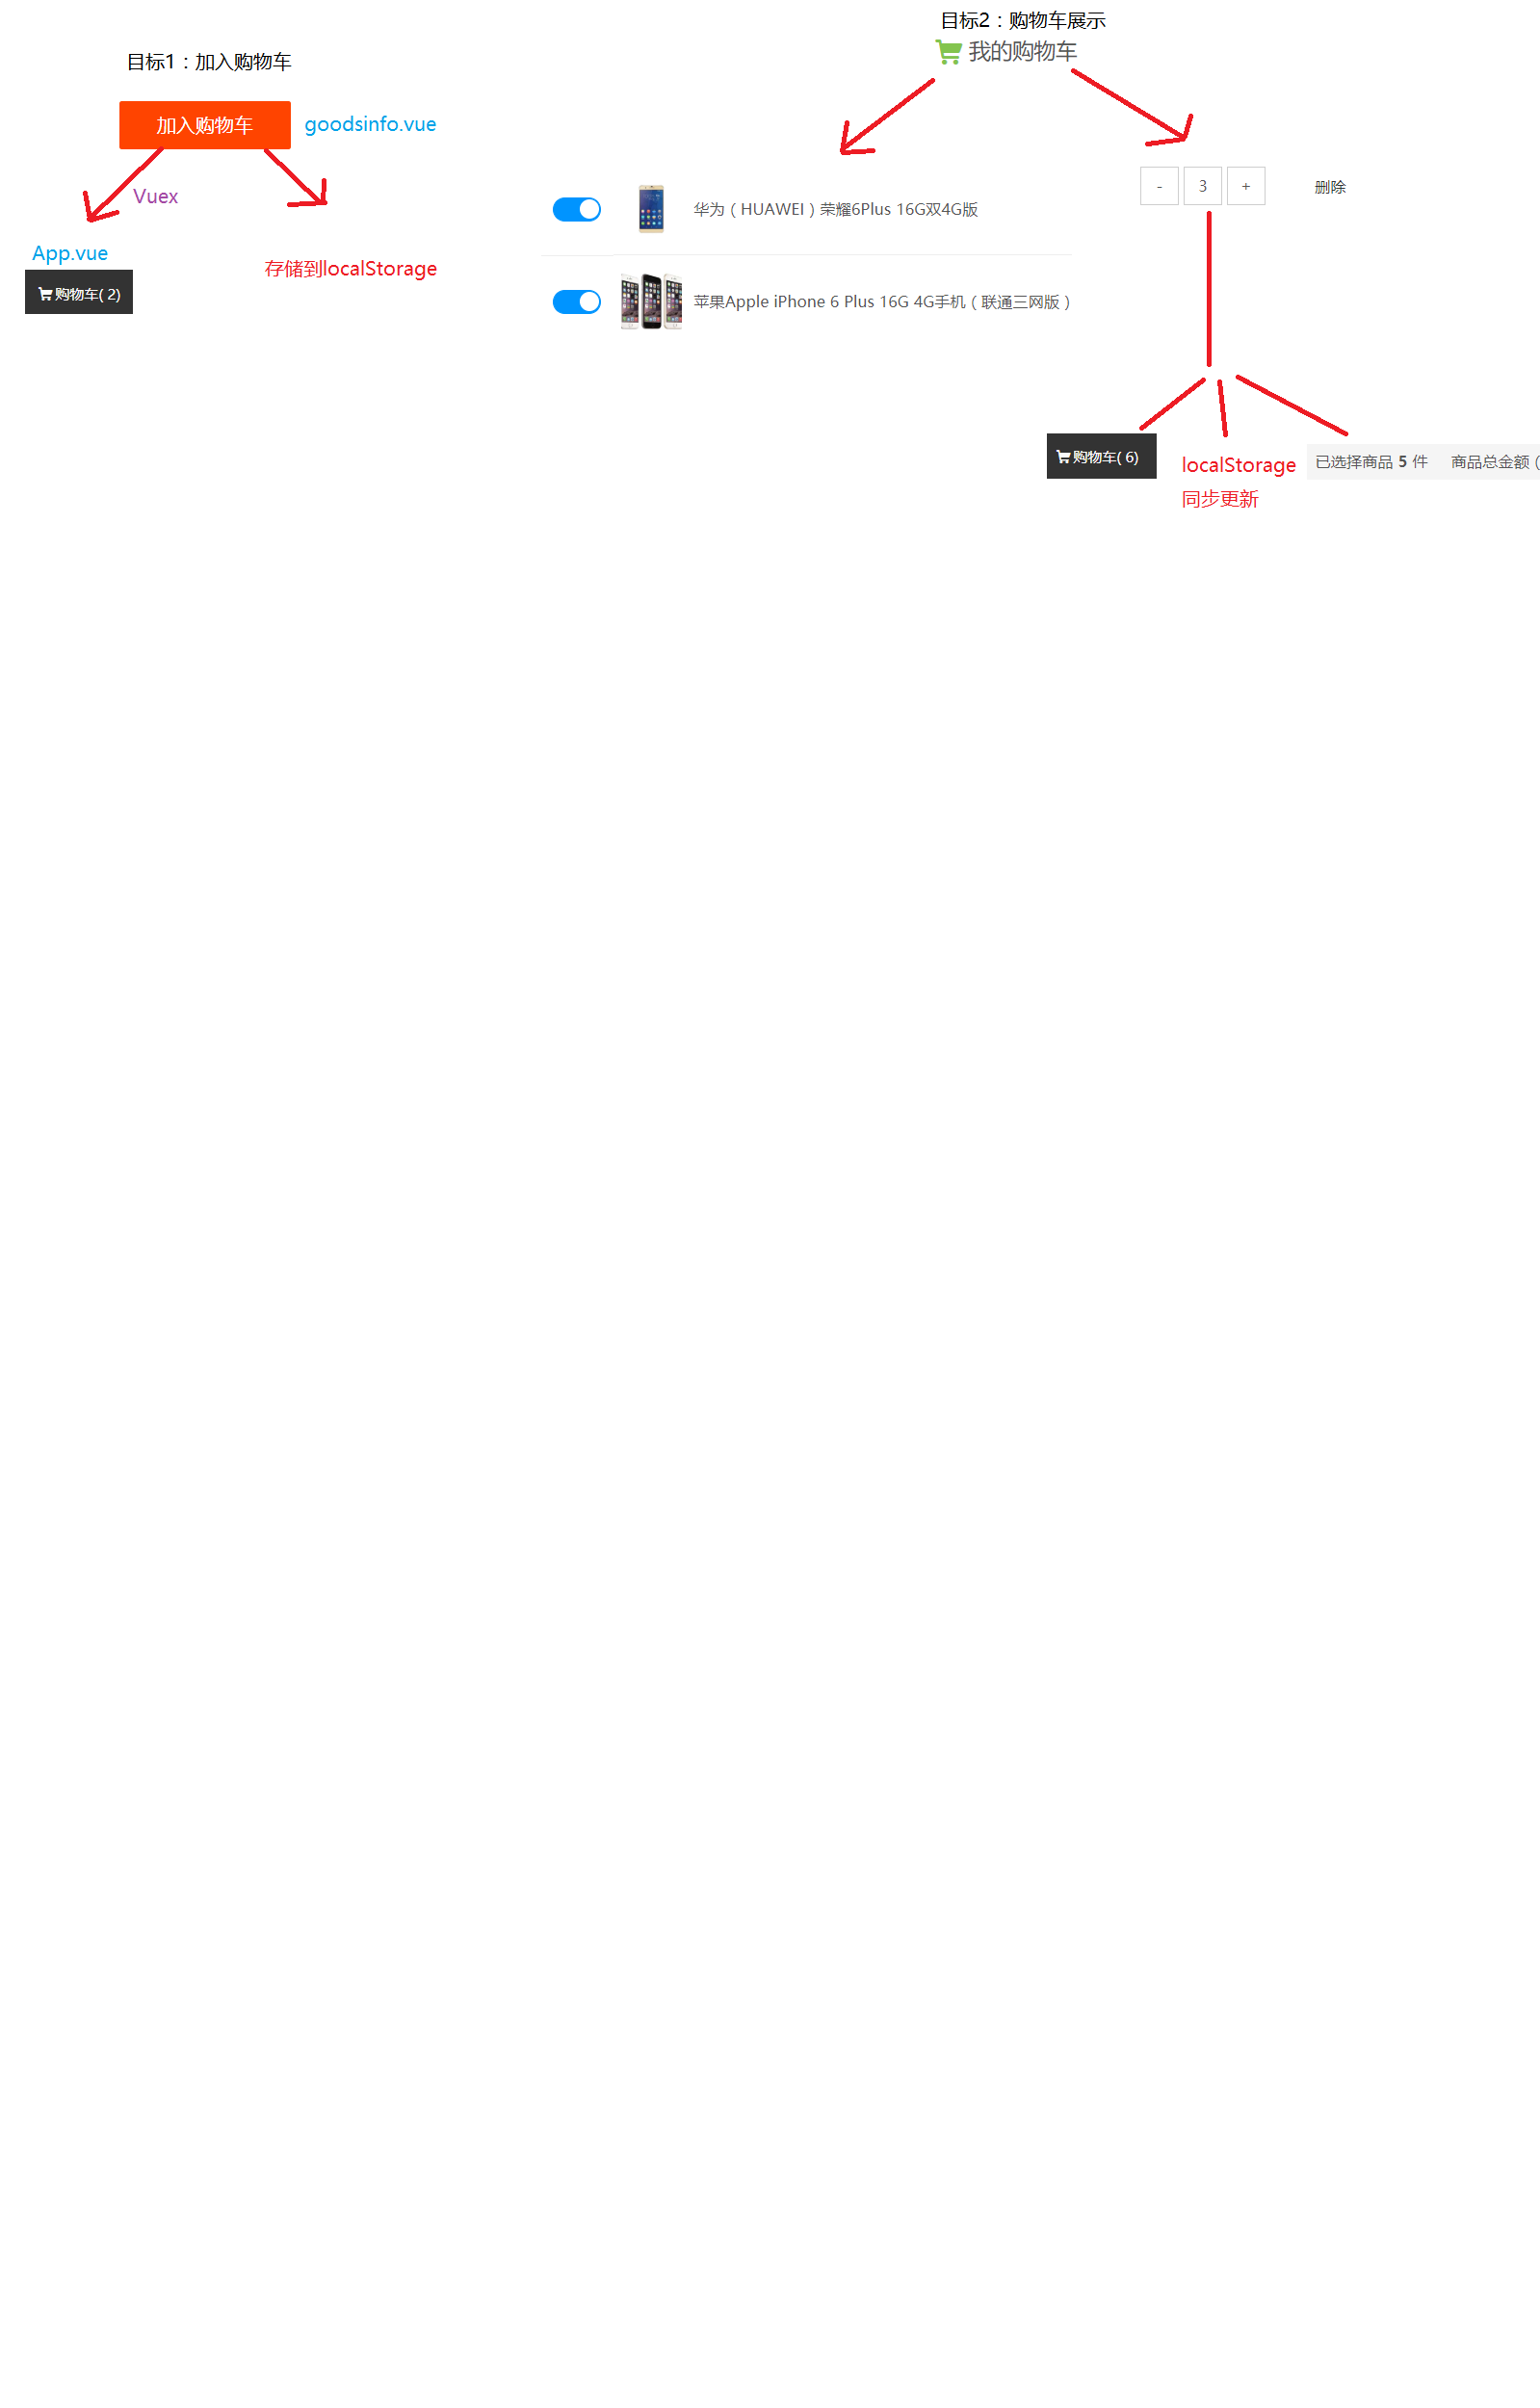 目标1：加入购物车
加入购物车
goodsinfo.vue
Vuex
App.vue
购物车( 2)
存储到localStorage
目标2：购物车展示
我的购物车
华为（HUAWEI）荣耀6Plus 16G双4G版
苹果Apple iPhone 6 Plus 16G 4G手机（联通三网版）
- 3 +
删除
购物车( 6)
localStorage
同步更新
已选择商品 5 件 商品总金额（